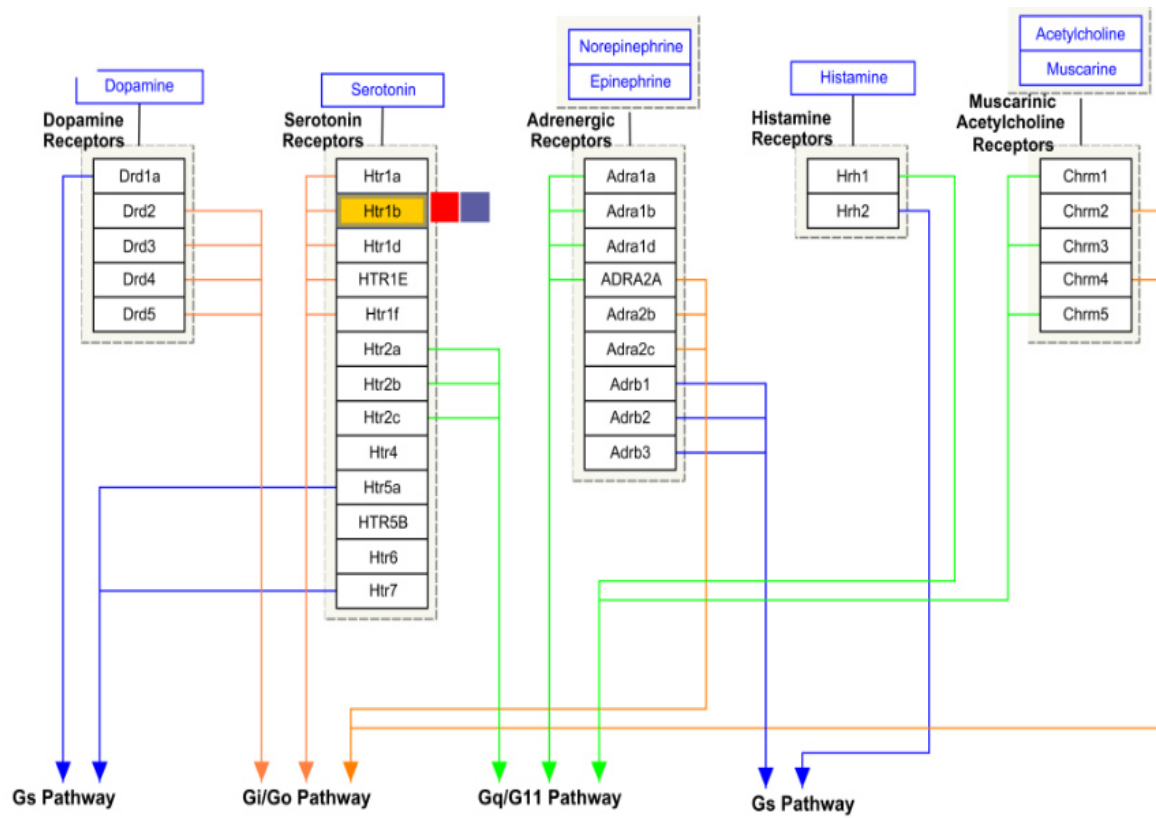 Dopamine
Dopamine
Receptors
Drd1a
Drd2
Drd3
Drd4
Drd5
Serotonin
Serotonin
Receptors
Htr1a
Htr1b
Htr1d
HTR1E
Htr1f
Htr2a
Htr2b
Htr2c
Htr4
Htr5a
HTR5B
Htr6
Htr7
Norepinephrine
Epinephrine
Adrenergic
Receptors
Adra1a
Adra1b
Adra1d
ADRA2A
Adra2b
Adra2c
Adrb1
Adrb2
Adrb3
Histamine
Histamine
Receptors
Hrh1
Hrh2
Acetylcholine
Muscarine
Muscarinic
Acetylcholine
Receptors
Chrm1
Chrm2
Chrm3
Chrm4
Chrm5
Gs Pathway
Gi/Go Pathway
Gq/G11 Pathway
Gs Pathway